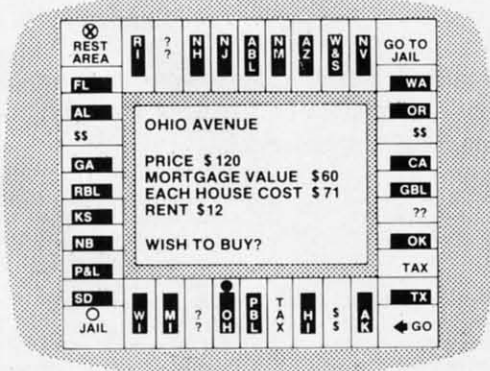 REST
AREA
RI
??
NH
NJ
ABL
NM
AZ
W&S
NV
GO TO
JAIL
FL
AL
$$
GA
RBL
KS
NB
P&L
SD
JAIL
OHIO AVENUE
PRICE $120
MORTGAGE VALUE $60
EACH HOUSE COST $71
RENT $12
WISH TO BUY?
WA
OR
$$
CA
GBL
??
OK
TAX
TX
GO
WI
MI
??
OH
PBL
TAX
HI
$$
AK